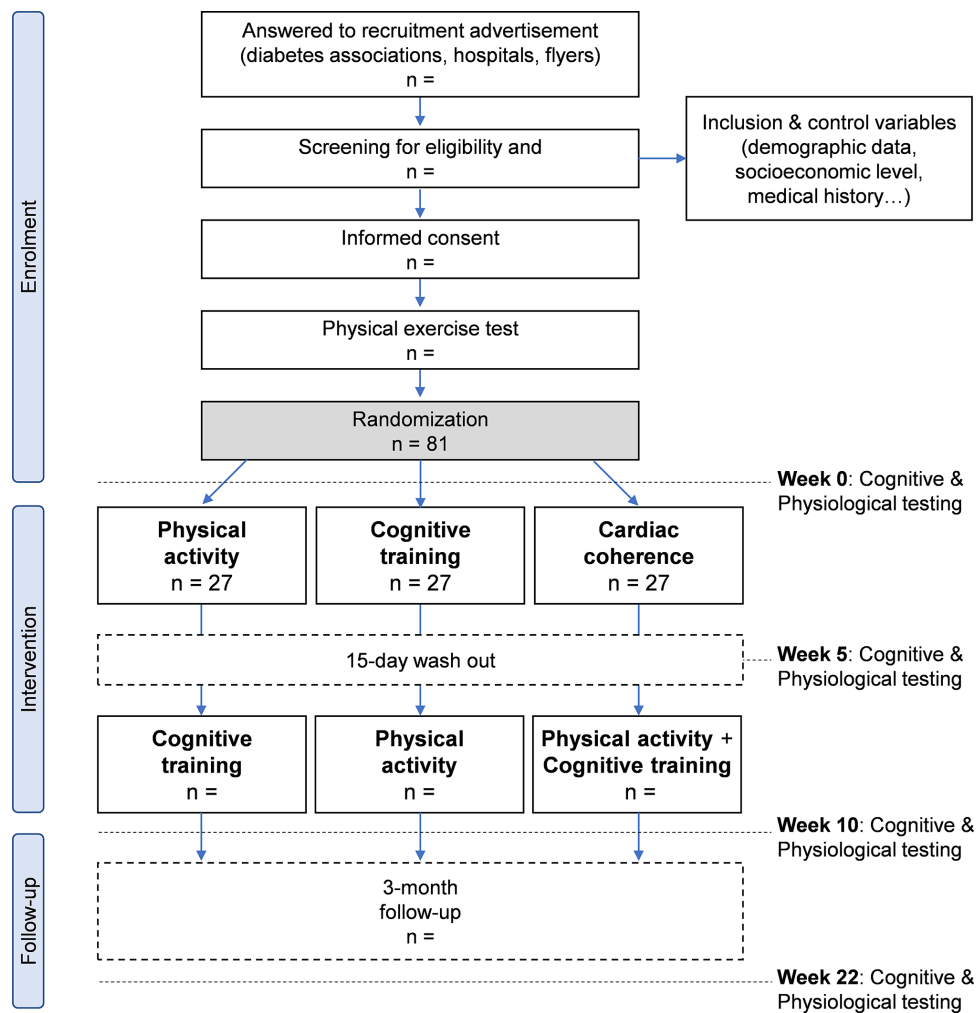 Enrolment
Answered to recruitment advertisement
(diabetes associations, hospitals, flyers)
n =
Screening for eligibility and
n =
Inclusion & control variables
(demographic data,
socioeconomic level,
medical history…)
Informed consent
n =
Physical exercise test
n =
Randomization
n = 81
Week 0: Cognitive &
Physiological testing
Intervention
Physical
activity
n = 27
Cognitive
training
n = 27
Cardiac
coherence
n = 27
15-day wash out
Week 5: Cognitive &
Physiological testing
Cognitive
training
n =
Physical
activity
n =
Physical activity +
Cognitive training
n =
Week 10: Cognitive &
Physiological testing
Follow-up
3-month
follow-up
n =
Week 22: Cognitive &
Physiological testing